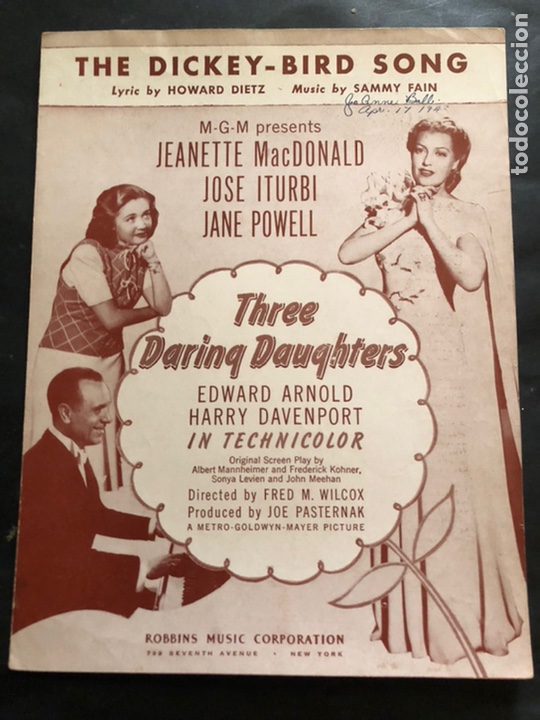 THE DICKEY-BIRD SONG
Lyric by HOWARD DIETZ Music by SAMMY FAIN
Apr. 17 194
M-G-M presents
JEANETTE MacDONALD
JOSE ITURBI
JANE POWELL
Three
Daring Daughters
EDWARD ARNOLD
HARRY DAVENPORT
IN TECHNICOLOR
Original Screen Play by
Albert Mannheimer and Frederick Kohner,
Sonya Levien and John Meehan
Directed by FRED M. WILCOX
Produced by JOE PASTERNAK
A METRO-GOLDWYN-MAYER PICTURE
ROBBINS MUSIC CORPORATION
799 SEVENTH AVENUE • NEW YORK
todocoleccion